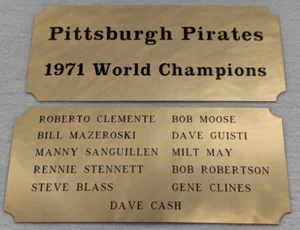 Pittsburgh Pirates
1971 World Champions
ROBERTO CLEMENTE BOB MOOSE
BILL MAZEROSKI DAVE GUISTI
MANNY SANGUILLEN MILT MAY
RENNIE STENNETT BOB ROBERTSON
STEVE BLASS GENE CLINES
DAVE CASH